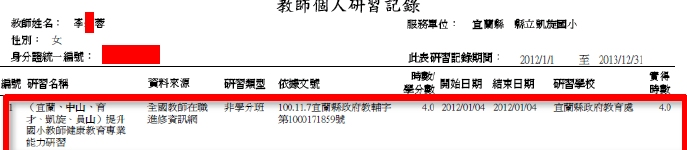 教師個人研習記錄
教師姓名： 李 蓉 服務單位： 宜蘭縣 縣立凱旋國小
性別： 女
身分證統一編號： 此表研習記錄期間： 2012/1/1 至 2013/12/31
編號 研習名稱 資料來源 研習類型 依據文號 時數/學分數 開始日期 結束日期 研習學校 實得時數
1 （宜蘭、中山、育 全國教師在職 非學分班 100.11.7宜蘭縣政府教輔字 4.0 2012/01/04 2012/01/04 宜蘭縣政府教育處 4.0
才、凱旋、員山）提升 進修資訊網 第1000171859號
國小教師健康教育專業
能力研習